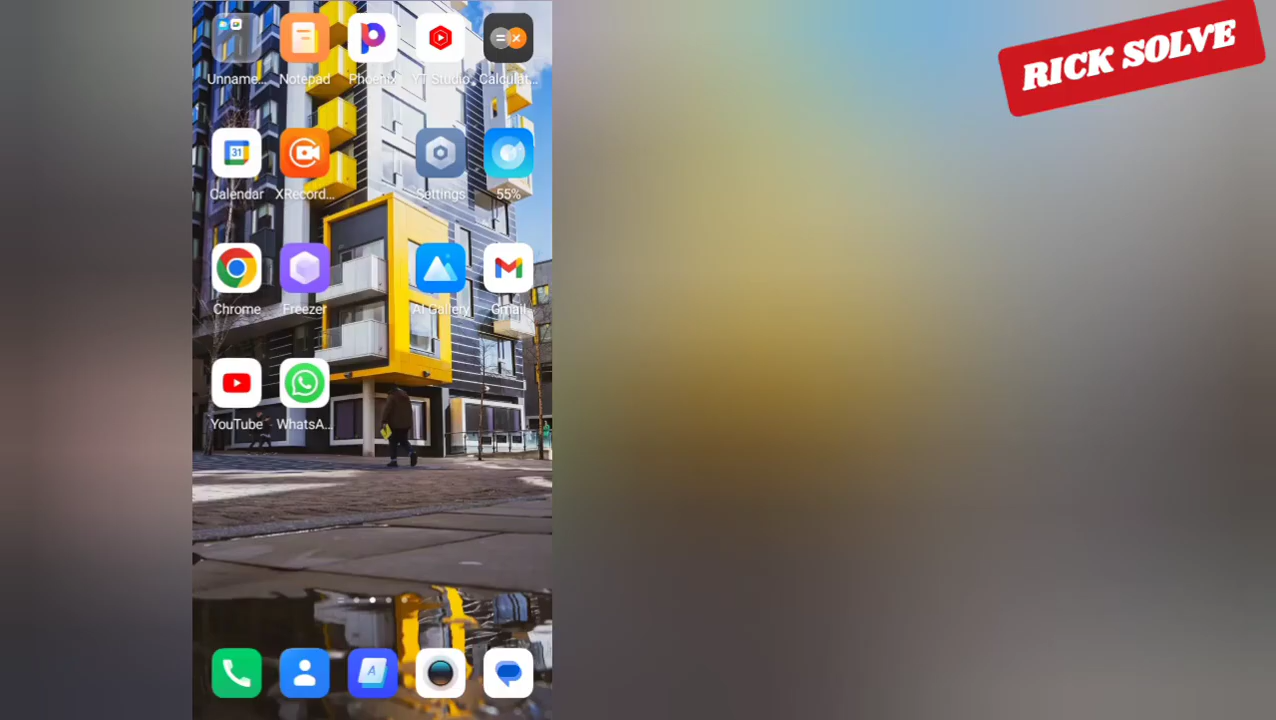 RICK SOLVE
Unname...
Notepad
Phoenix
YT Studio
Calculat...
31
Calendar
XRecord...
Settings
55%
Chrome
Freezer
AI Gallery
Gmail
YouTube
WhatsA...
A